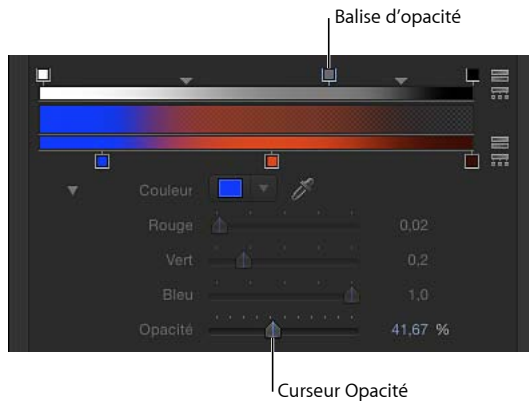 Balise d’opacité
Couleur
Rouge 0,02
Vert 0,2
Bleu 1,0
Opacité 41,67 %
Curseur Opacité